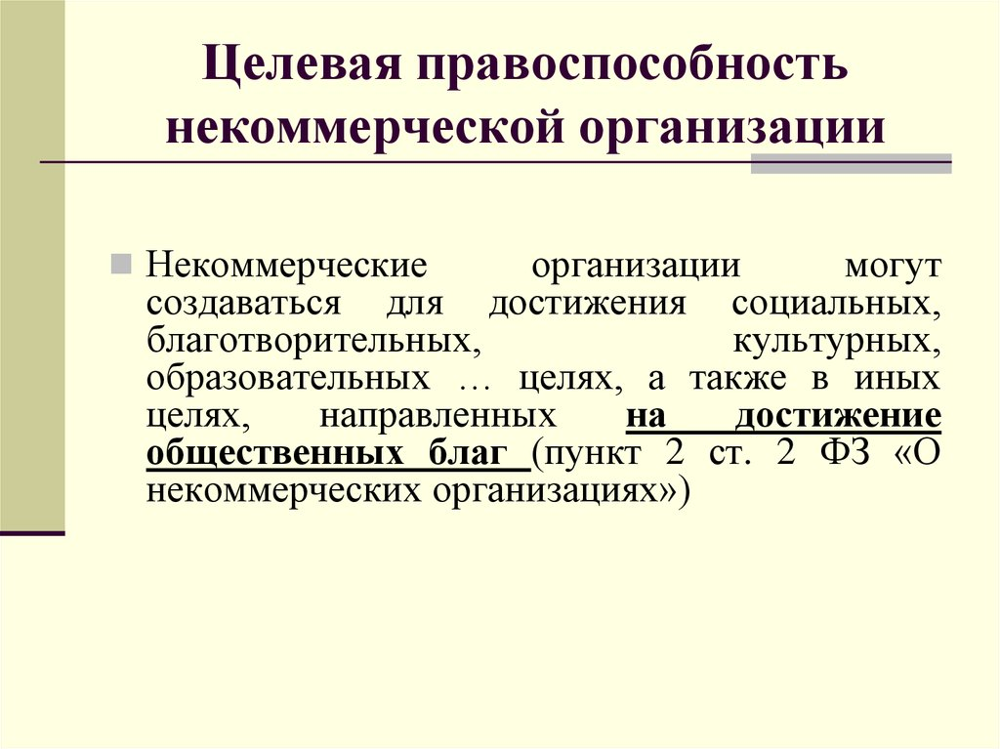 Целевая правоспособность
некоммерческой организации
Некоммерческие организации могут
создаваться для достижения социальных,
благотворительных, культурных,
образовательных … целях, а также в иных
целях, направленных на достижение
общественных благ (пункт 2 ст. 2 ФЗ «О
некоммерческих организациях»)